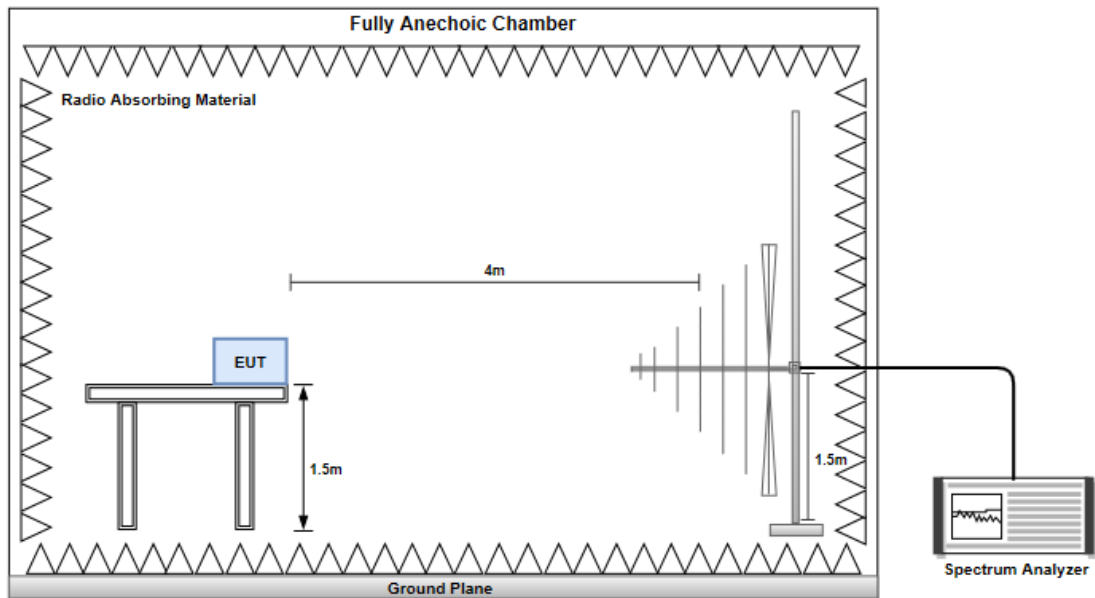 Fully Anechoic Chamber
Radio Absorbing Material
4m
EUT
1.5m
1.5m
Spectrum Analyzer
Ground Plane